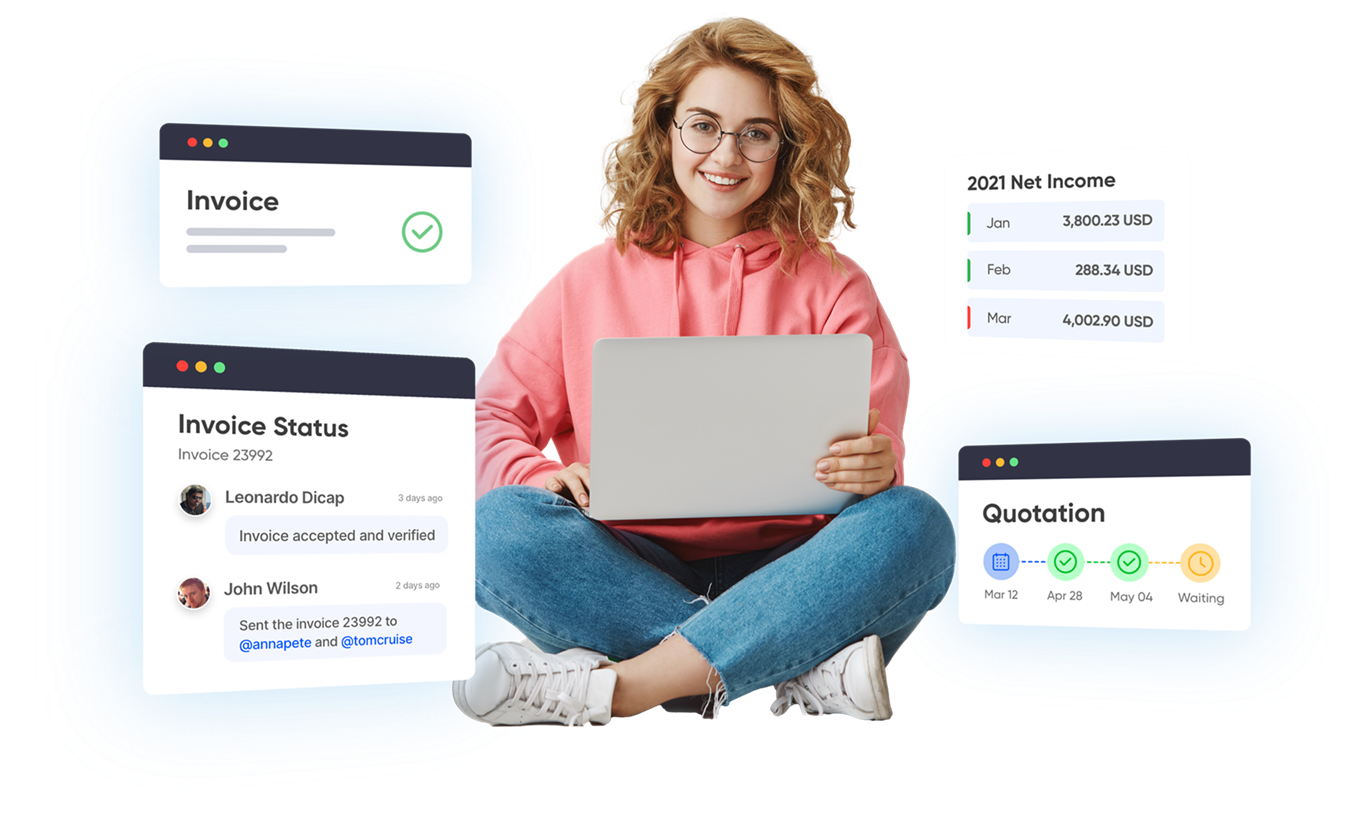 Invoice
Invoice Status
Invoice 23992
Leonardo Dicap 3 days ago
Invoice accepted and verified
John Wilson 2 days ago
Sent the invoice 23992 to
@annapete and @tomcruise
2021 Net Income
Jan 3,800.23 USD
Feb 288.34 USD
Mar 4,002.90 USD
Quotation
Mar 12 Apr 28 May 04 Waiting